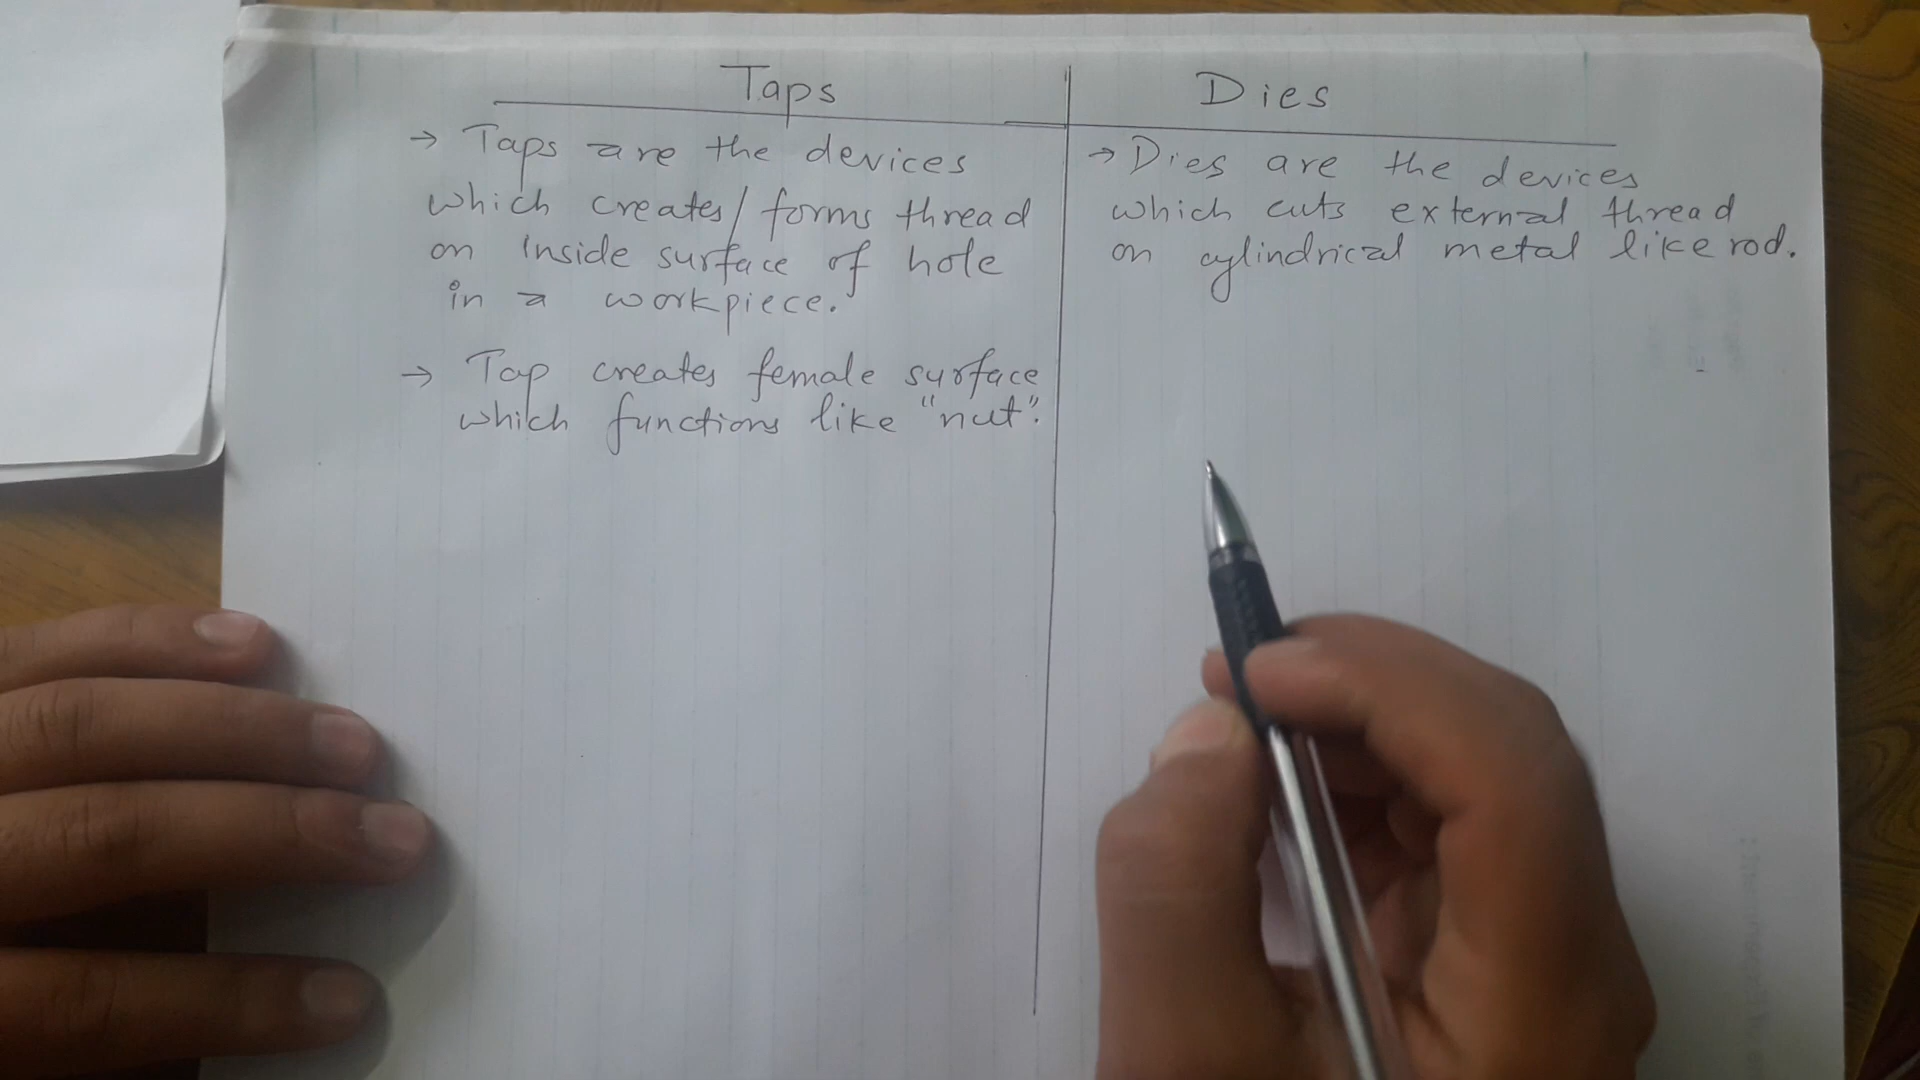 Taps
→ Taps are the devices
which creates/forms thread
on inside surface of hole
in a workpiece.
→ Tap creates female surface
which functions like "nut".
Dies
→ Dies are the devices
which cuts external thread
on cylindrical metal like rod.